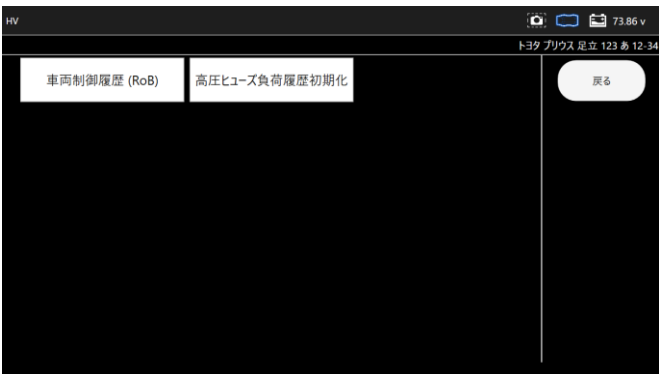 HV
73.86 v
トヨタ プリウス 足立 123 あ 12-34
車両制御履歴 (RoB)
高圧ヒューズ負荷履歴初期化
戻る